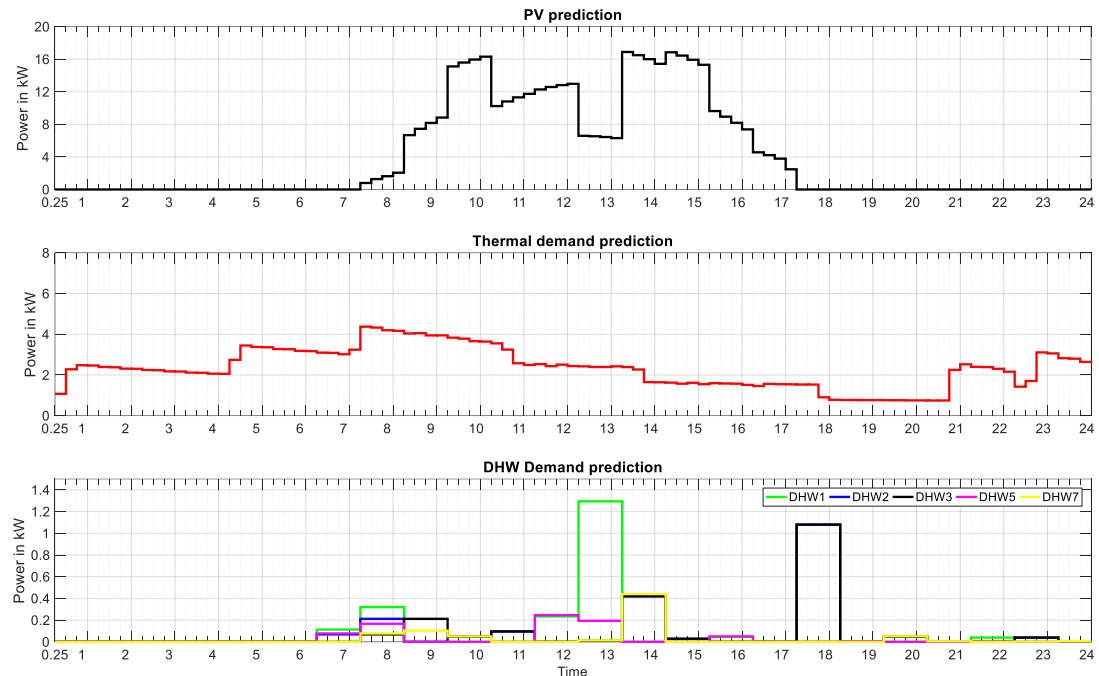 PV prediction
20
16
12
8
4
0
Power in kW
0.25 1 2 3 4 5 6 7 8 9 10 11 12 13 14 15 16 17 18 19 20 21 22 23 24
Thermal demand prediction
8
6
4
2
0
Power in kW
0.25 1 2 3 4 5 6 7 8 9 10 11 12 13 14 15 16 17 18 19 20 21 22 23 24
DHW Demand prediction
DHW1 DHW2 DHW3 DHW5 DHW7
1.4
1.2
1
0.8
0.6
0.4
0.2
0
Power in kW
0.25 1 2 3 4 5 6 7 8 9 10 11 12 13 14 15 16 17 18 19 20 21 22 23 24
Time